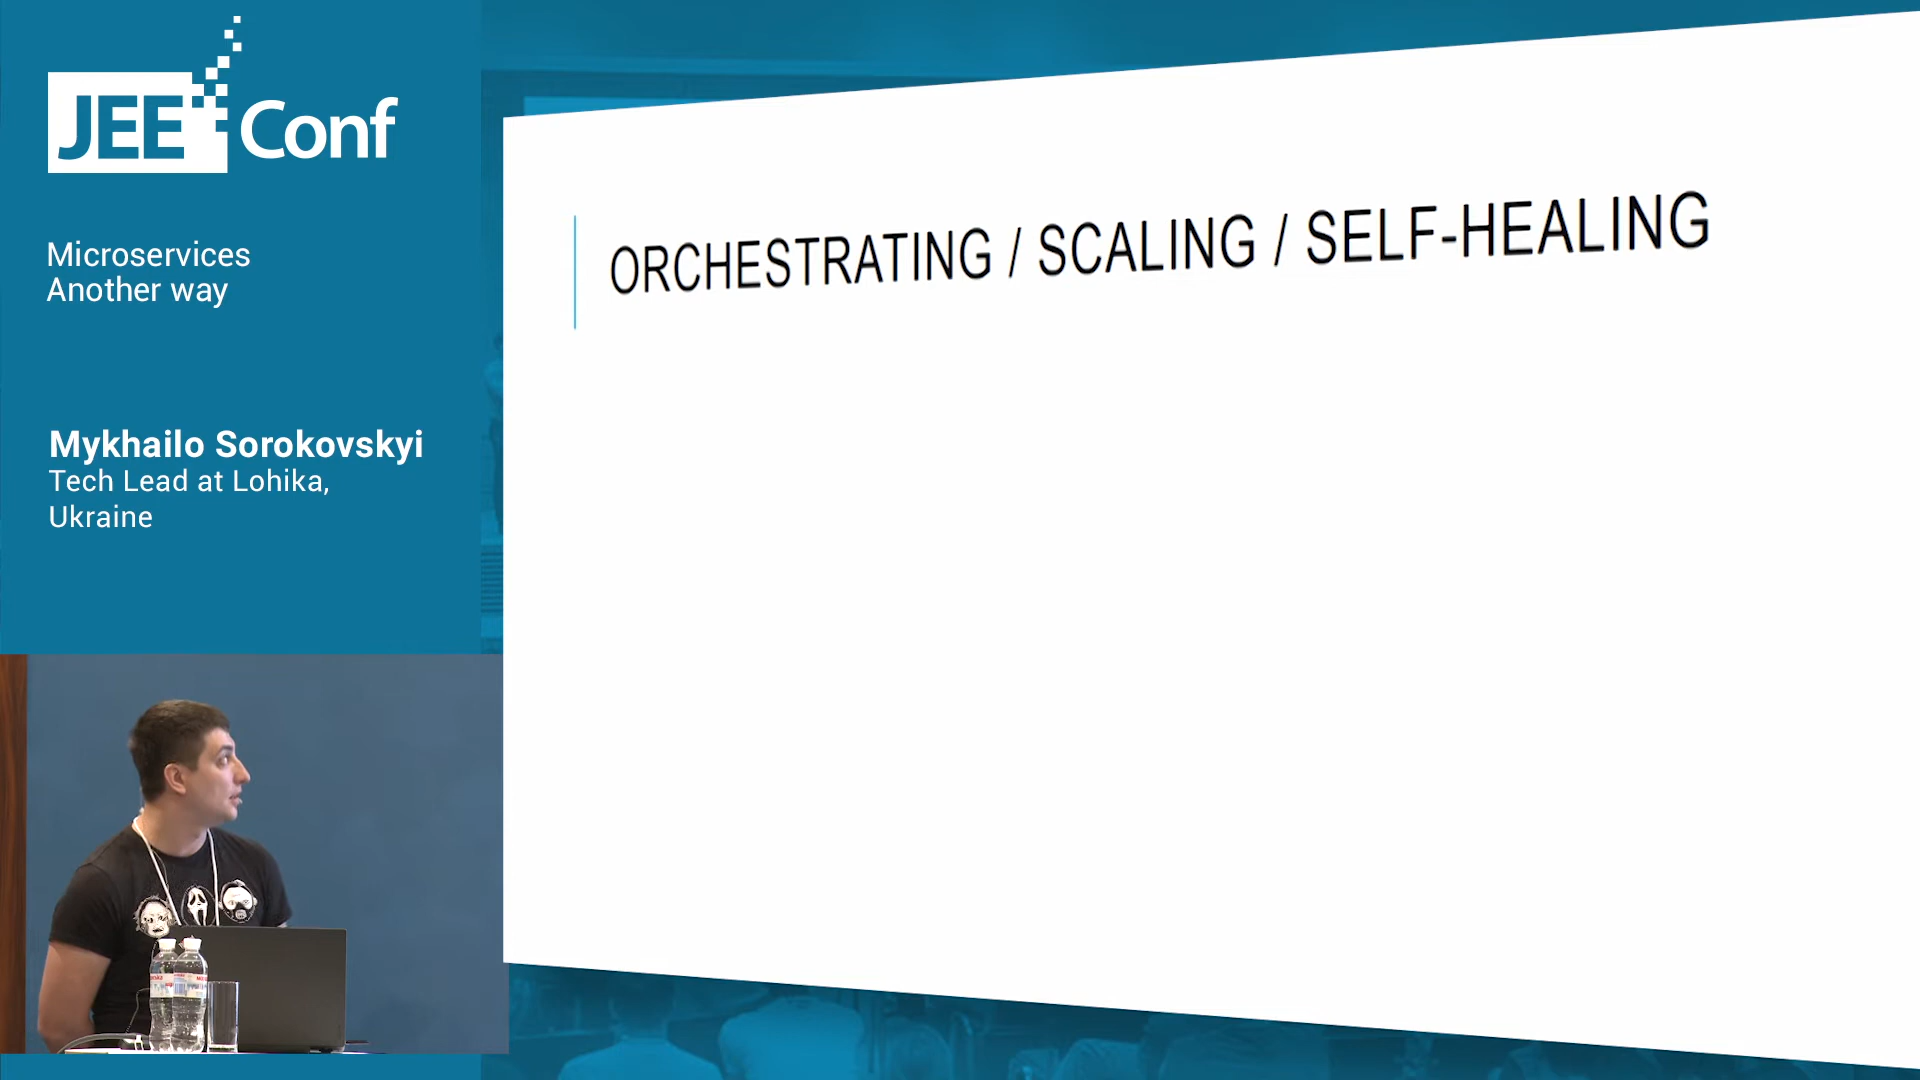 JEE Conf
Microservices
Another way
Mykhailo Sorokovskyi
Tech Lead at Lohika,
Ukraine
ORCHESTRATING / SCALING / SELF-HEALING